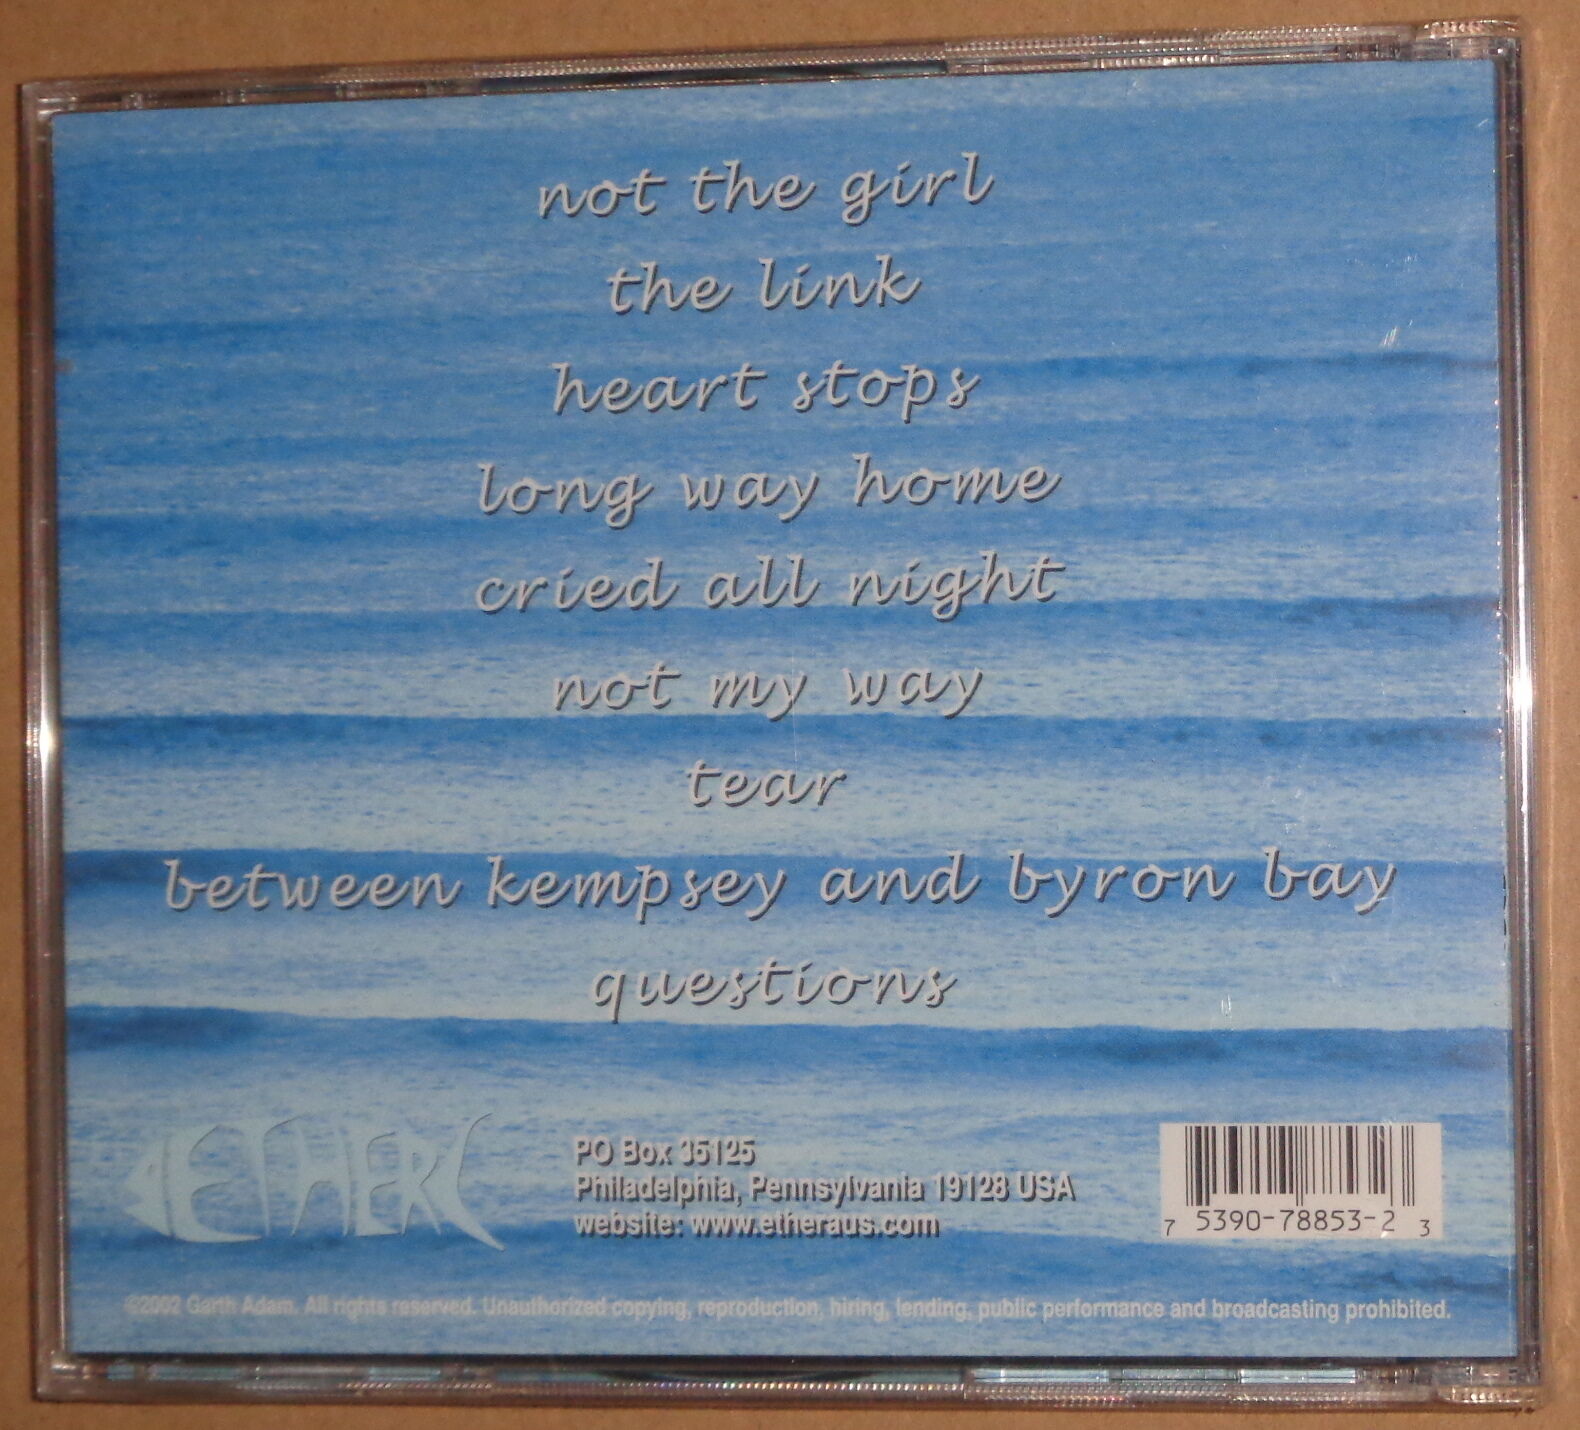 not the girl
the link
heart stops
long way home
cried all night
not my way
tear
between kempsey and byron bay
questions
ETHER
PO Box 35125
Philadelphia, Pennsylvania 19128 USA
website: www.etheraus.com
7 5390-78853-2 3
©2002 Garth Adam. All rights reserved. Unauthorized copying, reproduction, hiring, lending, public performance and broadcasting prohibited.